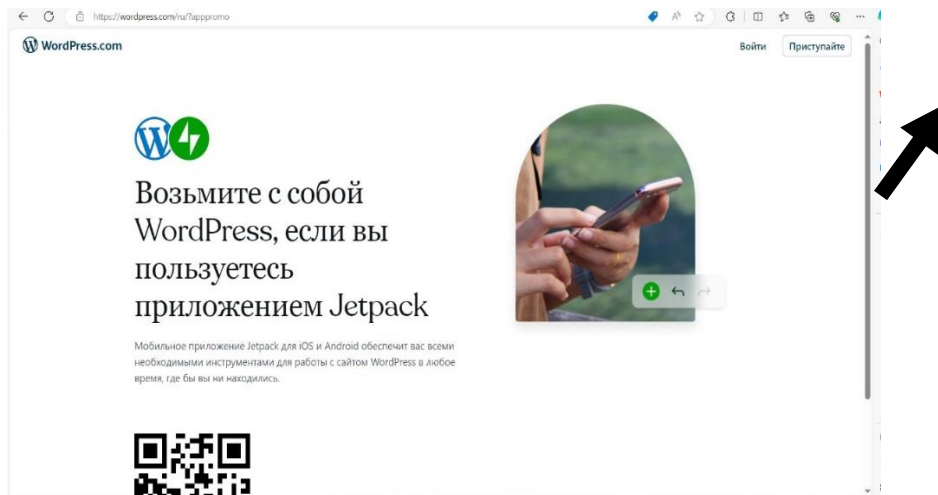 https://wordpress.com/ru/?apppromo
WordPress.com
Войти
Приступайте
Возьмите с собой
WordPress, если вы
пользуетесь
приложением Jetpack
Мобильное приложение Jetpack для iOS и Android обеспечит вас всеми
необходимыми инструментами для работы с сайтом WordPress в любое
время, где бы вы ни находились.